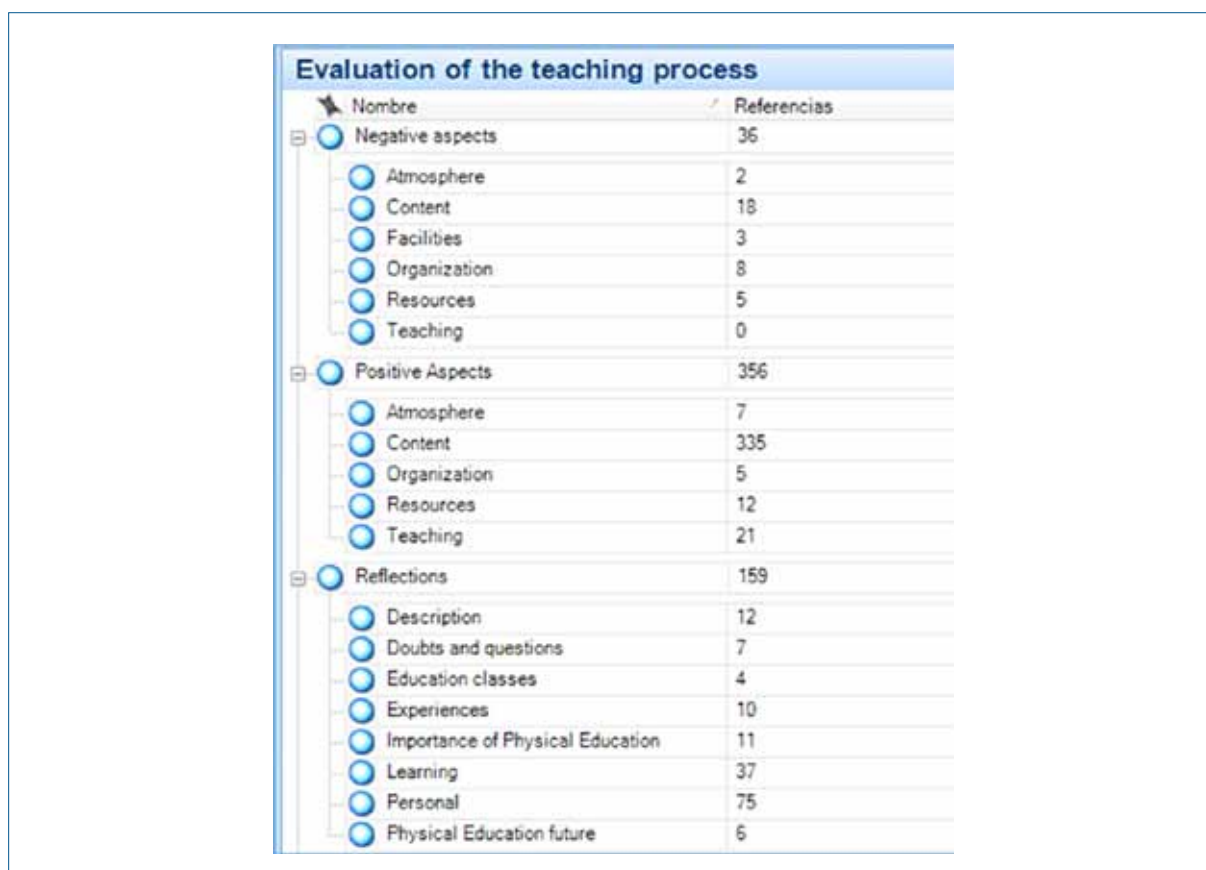 Evaluation of the teaching process
Nombre Referencias
Negative aspects 36
Atmosphere 2
Content 18
Facilities 3
Organization 8
Resources 5
Teaching 0
Positive Aspects 356
Atmosphere 7
Content 335
Organization 5
Resources 12
Teaching 21
Reflections 159
Description 12
Doubts and questions 7
Education classes 4
Experiences 10
Importance of Physical Education 11
Learning 37
Personal 75
Physical Education future 6